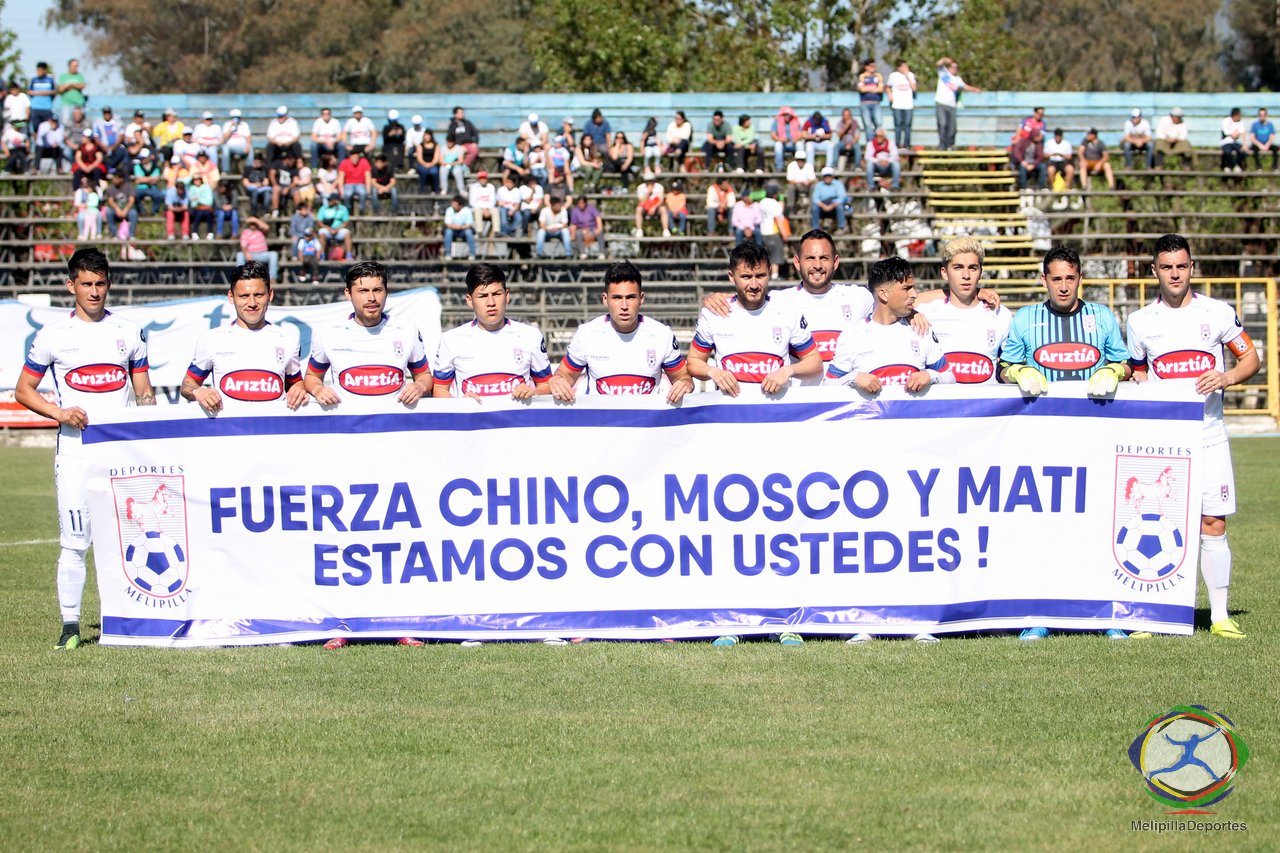 Ariztía
Ariztía
Ariztía
Ariztía
Ariztía
Ariztía
Ariztía
Ariztía
Ariztía
Ariztía
DEPORTES
MELIPILLA
FUERZA CHINO, MOSCO Y MATI
ESTAMOS CON USTEDES !
DEPORTES
MELIPILLA
11
MelipillaDeportes